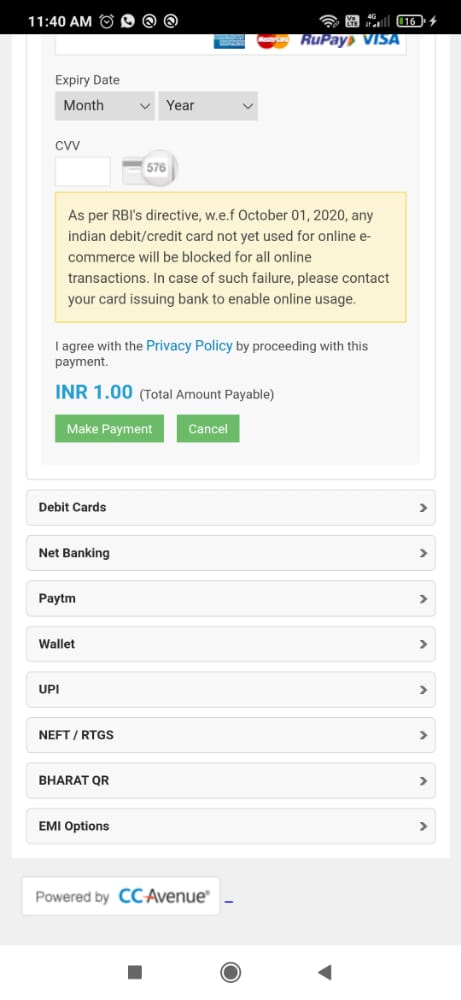 11:40 AM
4G
16
MasterCard
RuPay
VISA
Expiry Date
Month
Year
CVV
576
As per RBI's directive, w.e.f October 01, 2020, any
indian debit/credit card not yet used for online e-
commerce will be blocked for all online
transactions. In case of such failure, please contact
your card issuing bank to enable online usage.
I agree with the Privacy Policy by proceeding with this
payment.
INR 1.00 (Total Amount Payable)
Make Payment
Cancel
Debit Cards
Net Banking
Paytm
Wallet
UPI
NEFT / RTGS
BHARAT QR
EMI Options
Powered by CCAvenue